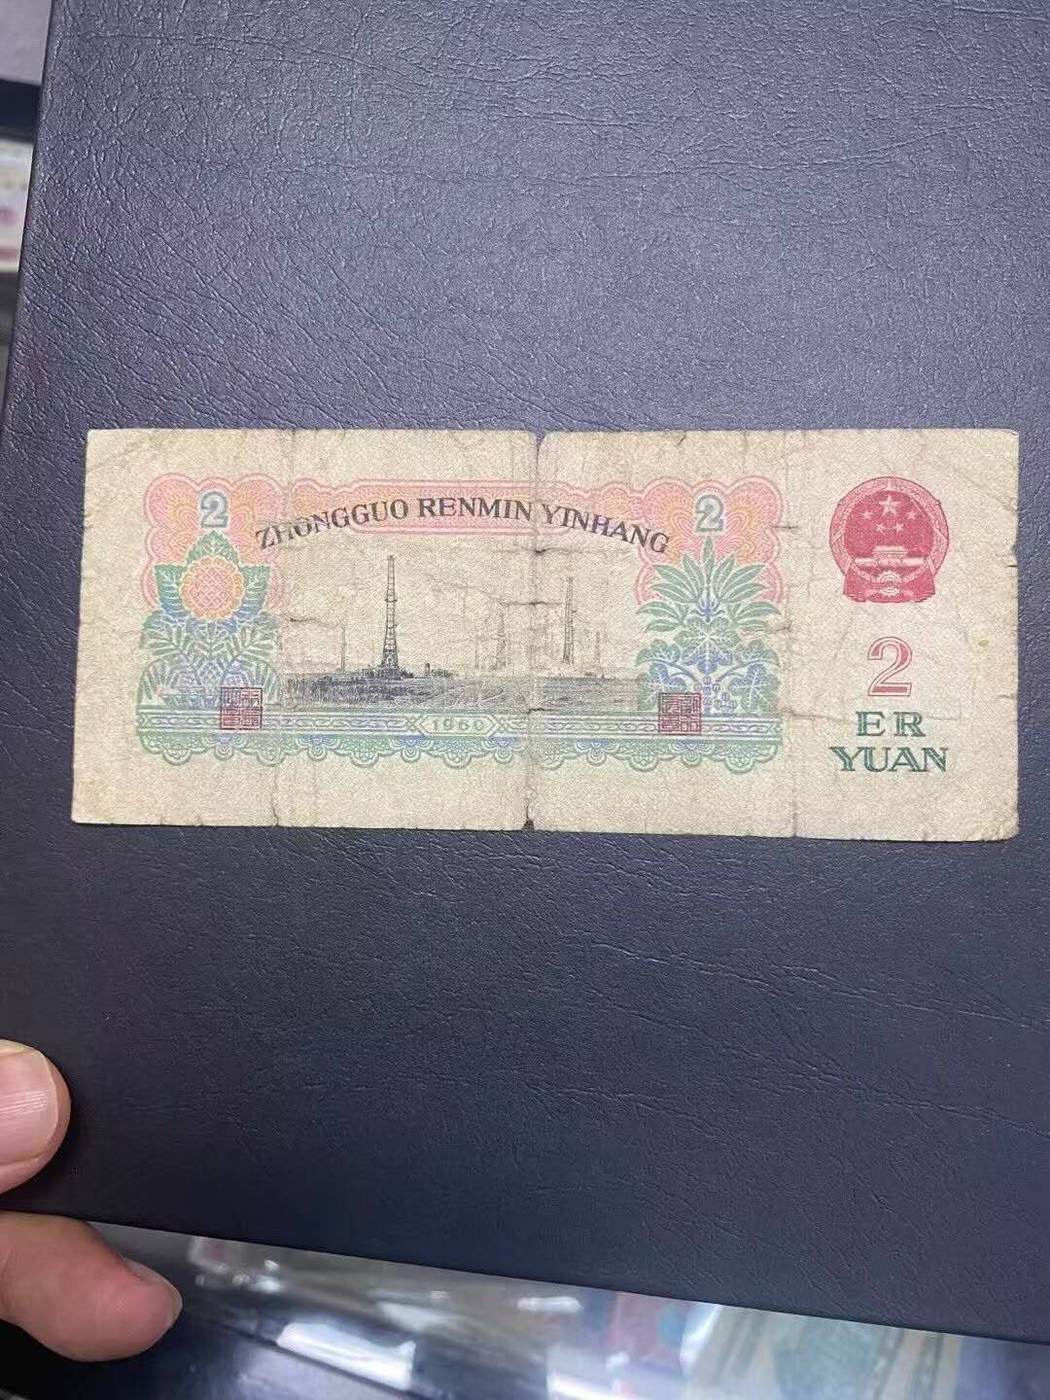 2
2
ZHONGGUO RENMIN YINHANG
2
ER
YUAN
1960